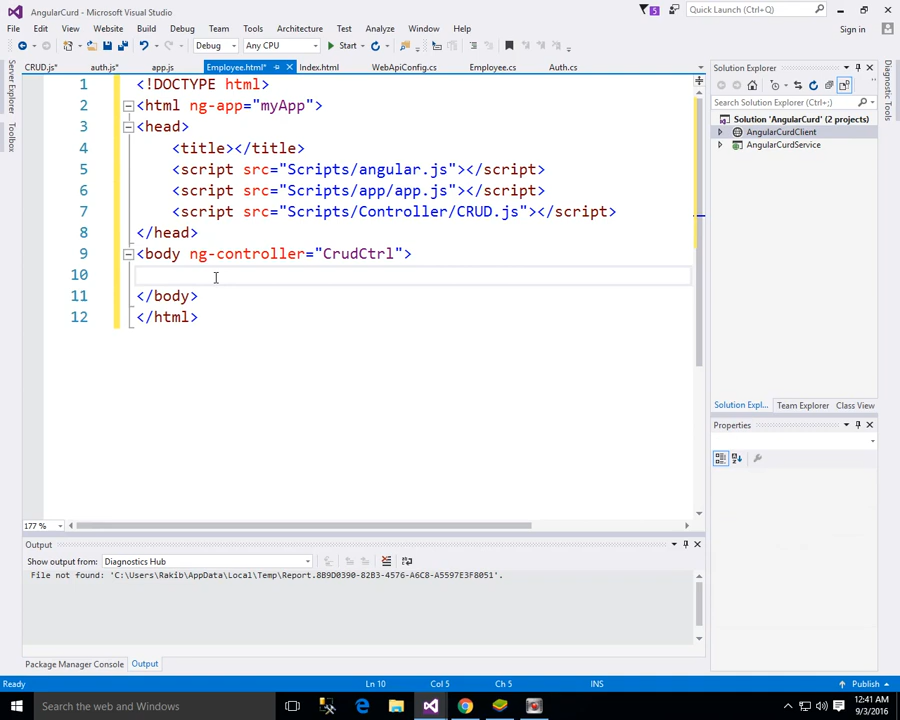 AngularCurd - Microsoft Visual Studio
5
Quick Launch (Ctrl+Q)
File Edit View Website Build Debug Team Tools Architecture Test Analyze Window Help
Sign in
Debug Any CPU Start
CRUD.js* auth.js* app.js Employee.html* Index.html WebApiConfig.cs Employee.cs Auth.cs
Server Explorer
Toolbox
1 <!DOCTYPE html>
2 <html ng-app="myApp">
3 <head>
4 <title></title>
5 <script src="Scripts/angular.js"></script>
6 <script src="Scripts/app/app.js"></script>
7 <script src="Scripts/Controller/CRUD.js"></script>
8 </head>
9 <body ng-controller="CrudCtrl">
10
11 </body>
12 </html>
177 %
Solution Explorer
Search Solution Explorer (Ctrl+;)
Solution 'AngularCurd' (2 projects)
AngularCurdClient
AngularCurdService
Solution Expl... Team Explorer Class View
Properties
Diagnostic Tools
Output
Show output from: Diagnostics Hub
File not found: 'C:\Users\Rakib\AppData\Local\Temp\Report.8B9D0390-82B3-4576-A6C8-A5597E3F8051'.
Package Manager Console Output
Ready Ln 10 Col 5 Ch 5 INS Publish
Search the web and Windows
12:41 AM
9/3/2016